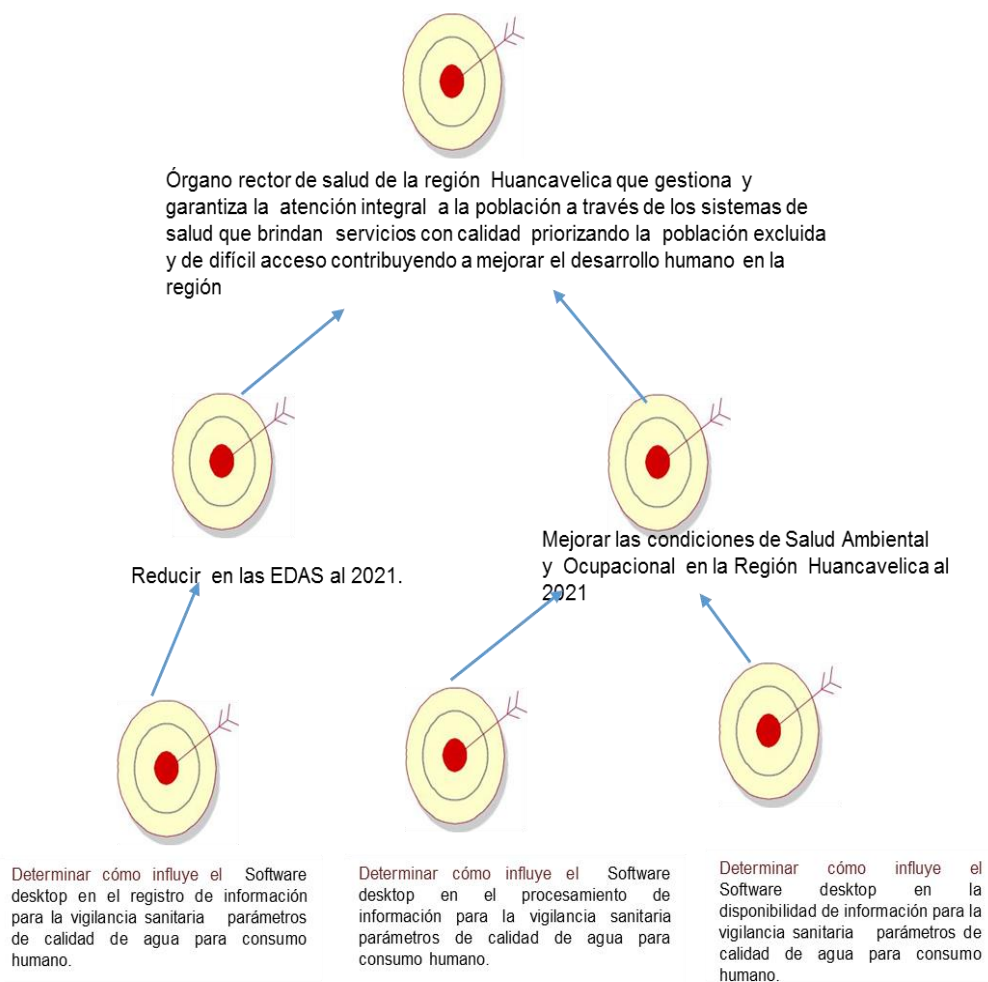 Órgano rector de salud de la región Huancavelica que gestiona y
garantiza la atención integral a la población a través de los sistemas de
salud que brindan servicios con calidad priorizando la población excluida
y de difícil acceso contribuyendo a mejorar el desarrollo humano en la
región
Reducir en las EDAS al 2021.
Mejorar las condiciones de Salud Ambiental
y Ocupacional en la Región Huancavelica al
2021
Determinar cómo influye el Software
desktop en el registro de información
para la vigilancia sanitaria parámetros
de calidad de agua para consumo
humano.
Determinar cómo influye el Software
desktop en el procesamiento de
información para la vigilancia sanitaria
parámetros de calidad de agua para
consumo humano.
Determinar cómo influye el
Software desktop en la
disponibilidad de información para la
vigilancia sanitaria parámetros de
calidad de agua para consumo
humano.